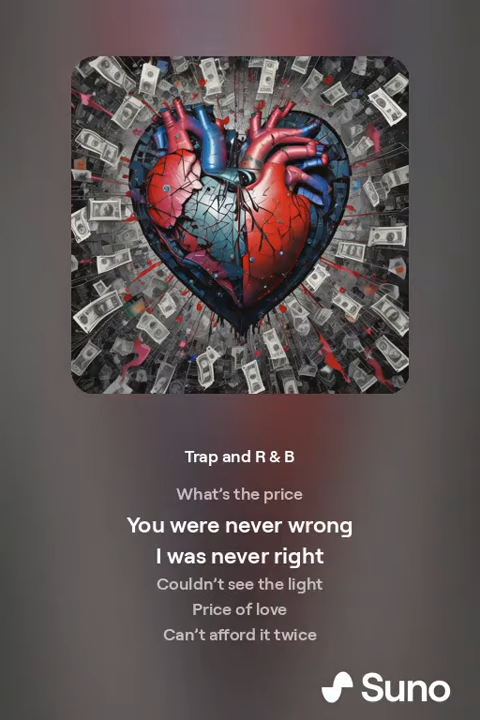 Trap and R & B
What's the price
You were never wrong
I was never right
Couldn't see the light
Price of love
Can't afford it twice
Suno